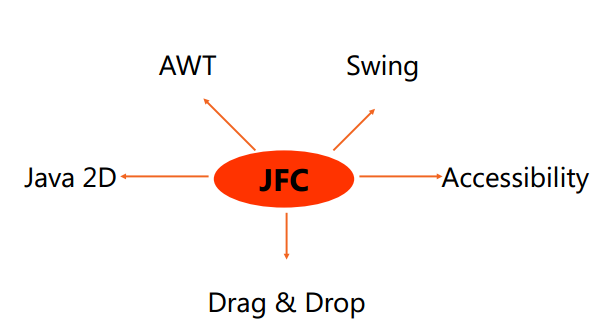 AWT
Swing
Java 2D
JFC
Accessibility
Drag & Drop